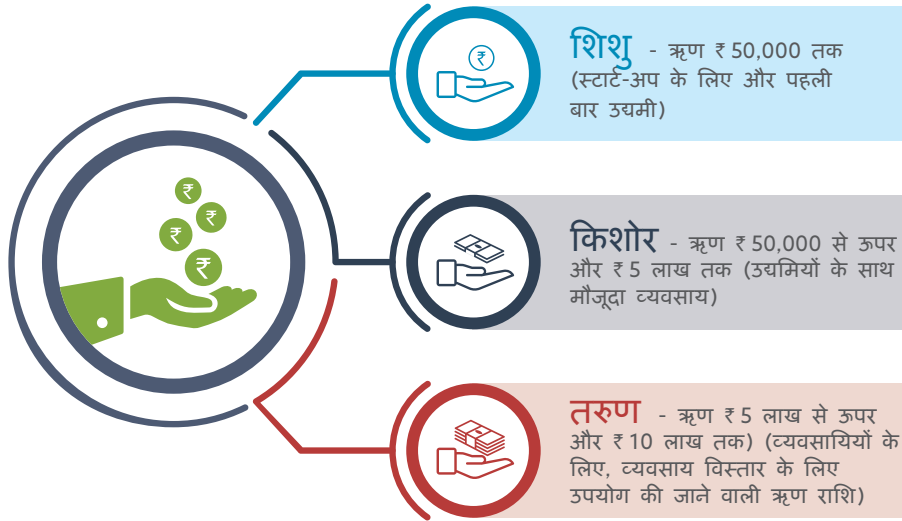 शिशु - ऋण ₹ 50,000 तक
(स्टार्ट-अप के लिए और पहली
बार उद्यमी)
किशोर - ऋण ₹ 50,000 से ऊपर
और ₹ 5 लाख तक (उद्यमियों के साथ
मौजूदा व्यवसाय)
तरुण - ऋण ₹ 5 लाख से ऊपर
और ₹ 10 लाख तक) (व्यवसायियों के
लिए, व्यवसाय विस्तार के लिए
उपयोग की जाने वाली ऋण राशि)